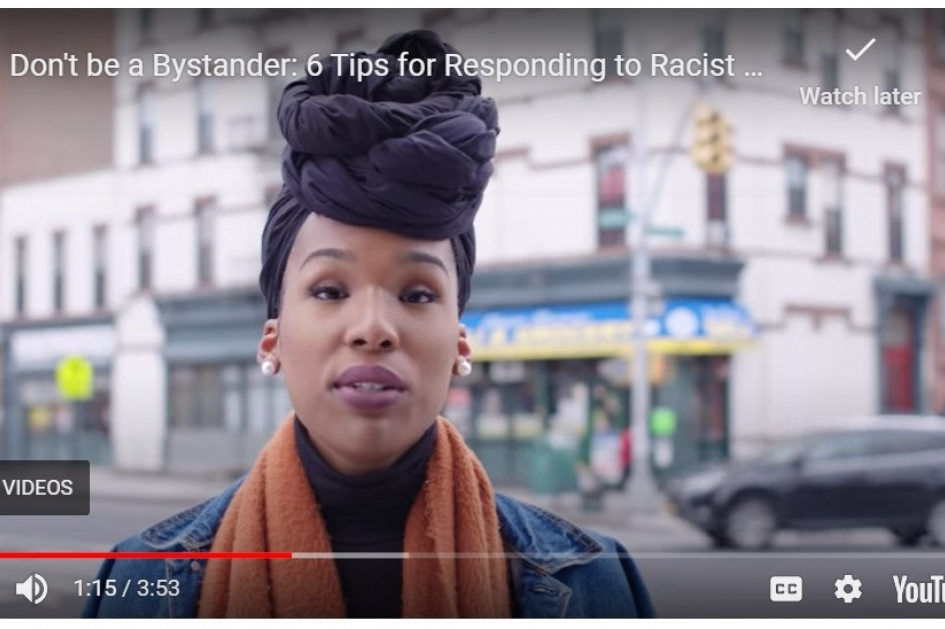 Don't be a Bystander: 6 Tips for Responding to Racist ...
Watch later
VIDEOS
1:15 / 3:53
CC
YouTu